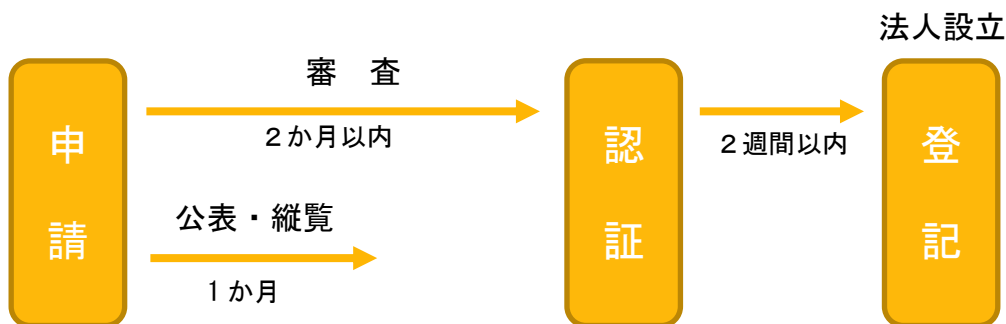 法人設立
審　査
申請
２か月以内
認証
２週間以内
登記
公表・縦覧
１か月